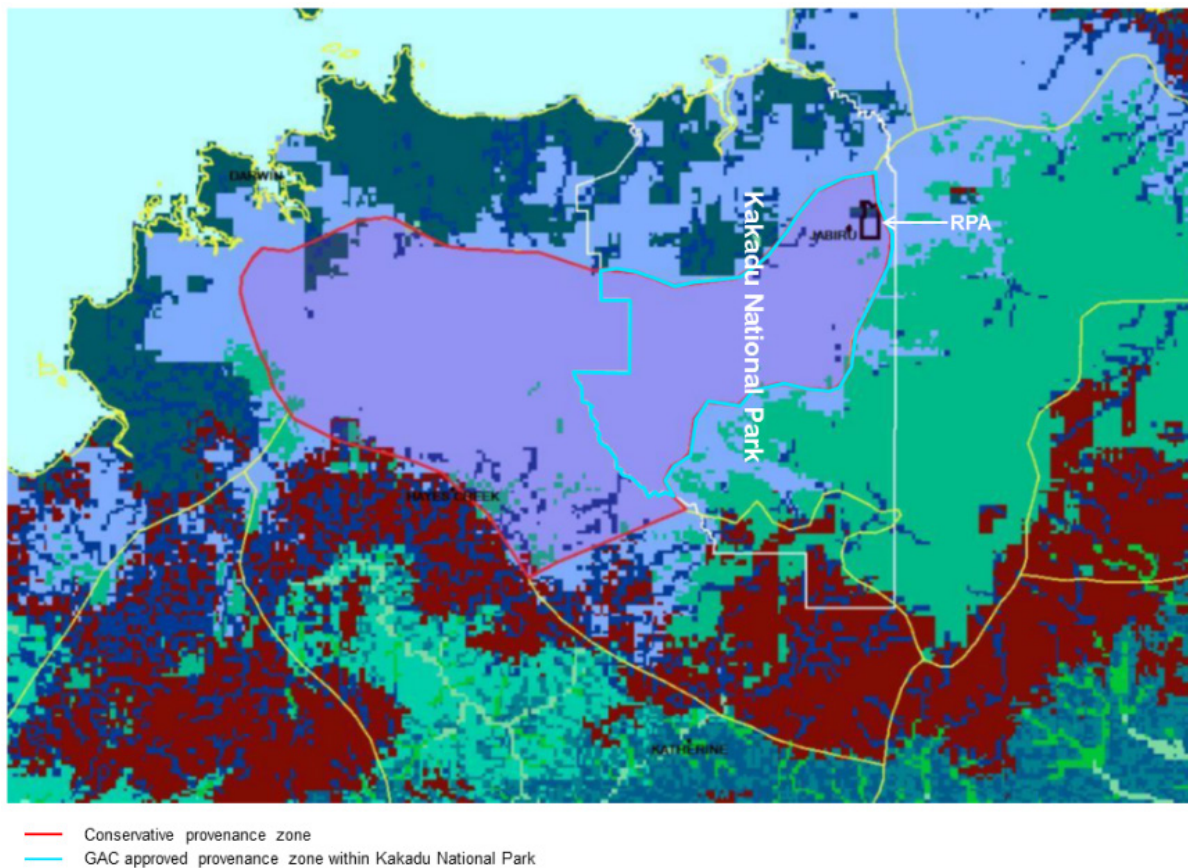 DARWIN
Kakadu National Park
RPA
JABIRU
HAYES CREEK
KATHERINE
Conservative provenance zone
GAC approved provenance zone within Kakadu National Park